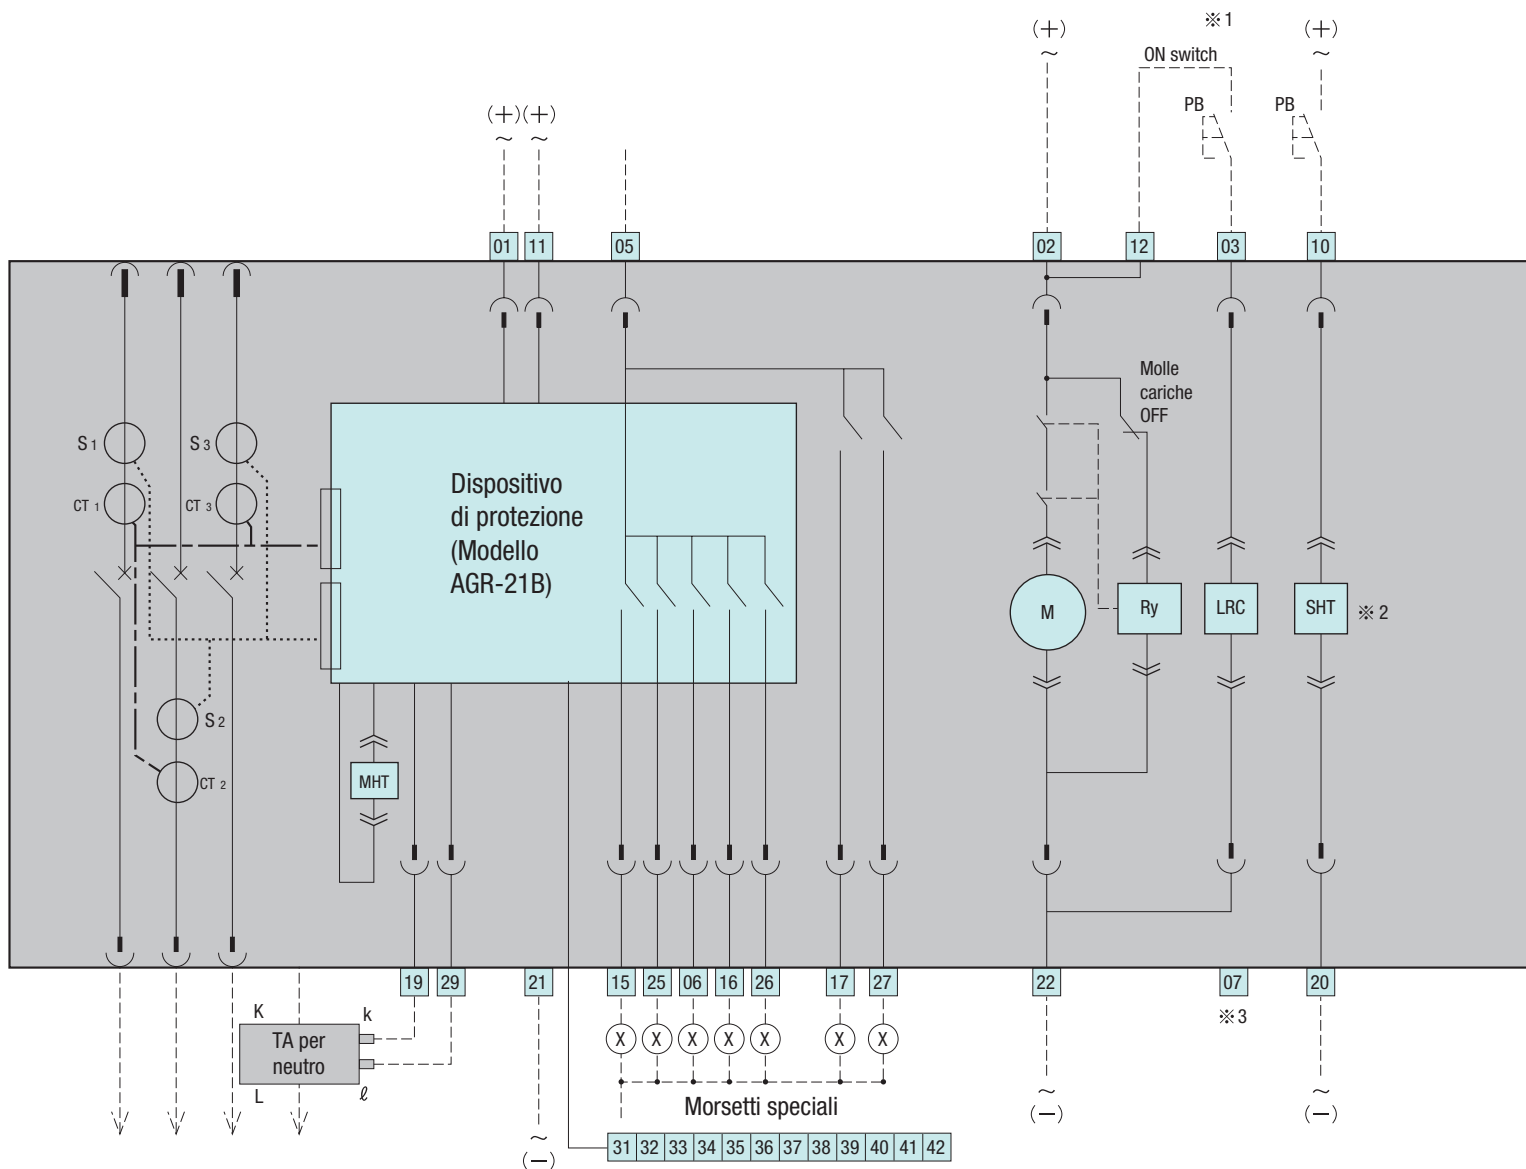 ※1
(+)
~
(+)
~
ON switch
PB
PB
(+)(+)
~ ~
01 11 05 02 12 03 10
Molle
cariche
OFF
S1
S3
CT1
CT3
Dispositivo
di protezione
(Modello
AGR-21B)
M
Ry
LRC
SHT
※2
S2
CT2
MHT
19 29 21 15 25 06 16 26 17 27 22 07 20
※3
K
k
TA per
neutro
L
ℓ
X X X X X X X
Morsetti speciali
~
(−)
~
(−)
~
(−)
31 32 33 34 35 36 37 38 39 40 41 42